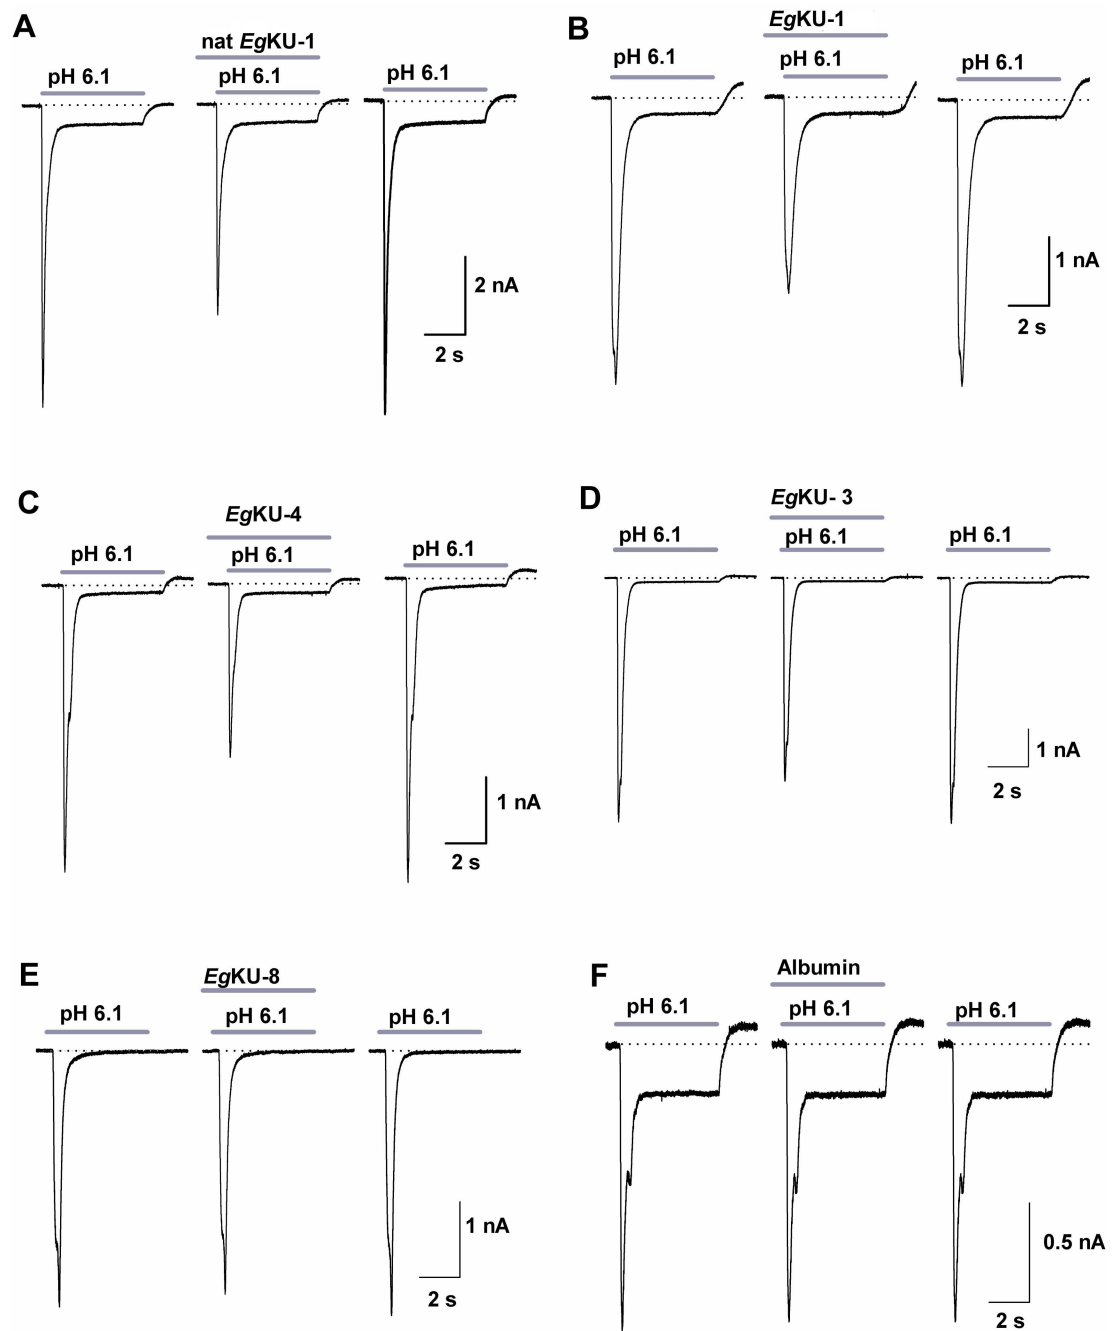 A
nat EgKU-1
pH 6.1
pH 6.1
pH 6.1
2 nA
2 s
B
EgKU-1
pH 6.1
pH 6.1
pH 6.1
1 nA
2 s
C
EgKU-4
pH 6.1
pH 6.1
pH 6.1
1 nA
2 s
D
EgKU- 3
pH 6.1
pH 6.1
pH 6.1
1 nA
2 s
E
EgKU-8
pH 6.1
pH 6.1
pH 6.1
1 nA
2 s
F
Albumin
pH 6.1
pH 6.1
pH 6.1
0.5 nA
2 s